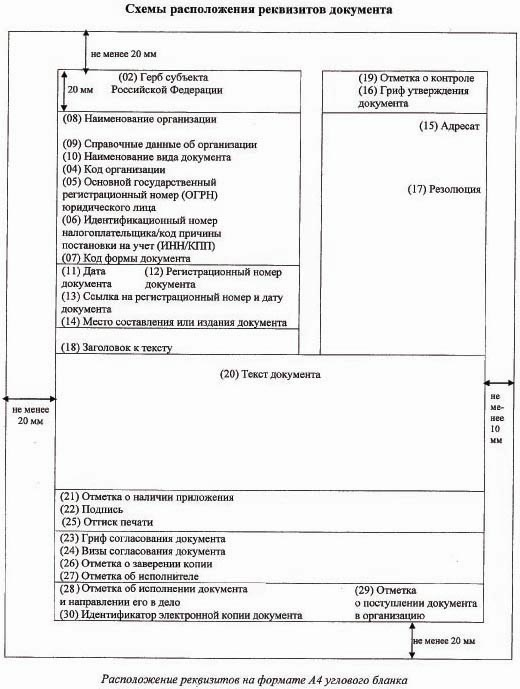 Схемы расположения реквизитов документа
не менее 20 мм
20 мм
(02) Герб субъекта
Российской Федерации
(19) Отметка о контроле
(16) Гриф утверждения
документа
(08) Наименование организации
(15) Адресат
(09) Справочные данные об организации
(10) Наименование вида документа
(04) Код организации
(05) Основной государственный
регистрационный номер (ОГРН)
юридического лица
(17) Резолюция
(06) Идентификационный номер
налогоплательщика/код причины
постановки на учет (ИНН/КПП)
(07) Код формы документа
(11) Дата (12) Регистрационный номер
документа документа
(13) Ссылка на регистрационный номер и дату
документа
(14) Место составления или издания документа
(18) Заголовок к тексту
(20) Текст документа
не менее
20 мм
не
ме-
нее
10
мм
(21) Отметка о наличии приложения
(22) Подпись
(25) Оттиск печати
(23) Гриф согласования документа
(24) Визы согласования документа
(26) Отметка о заверении копии
(27) Отметка об исполнителе
(28) Отметка об исполнении документа
и направлении его в дело
(30) Идентификатор электронной копии документа
(29) Отметка
о поступлении документа
в организацию
не менее 20 мм
Расположение реквизитов на формате А4 углового бланка